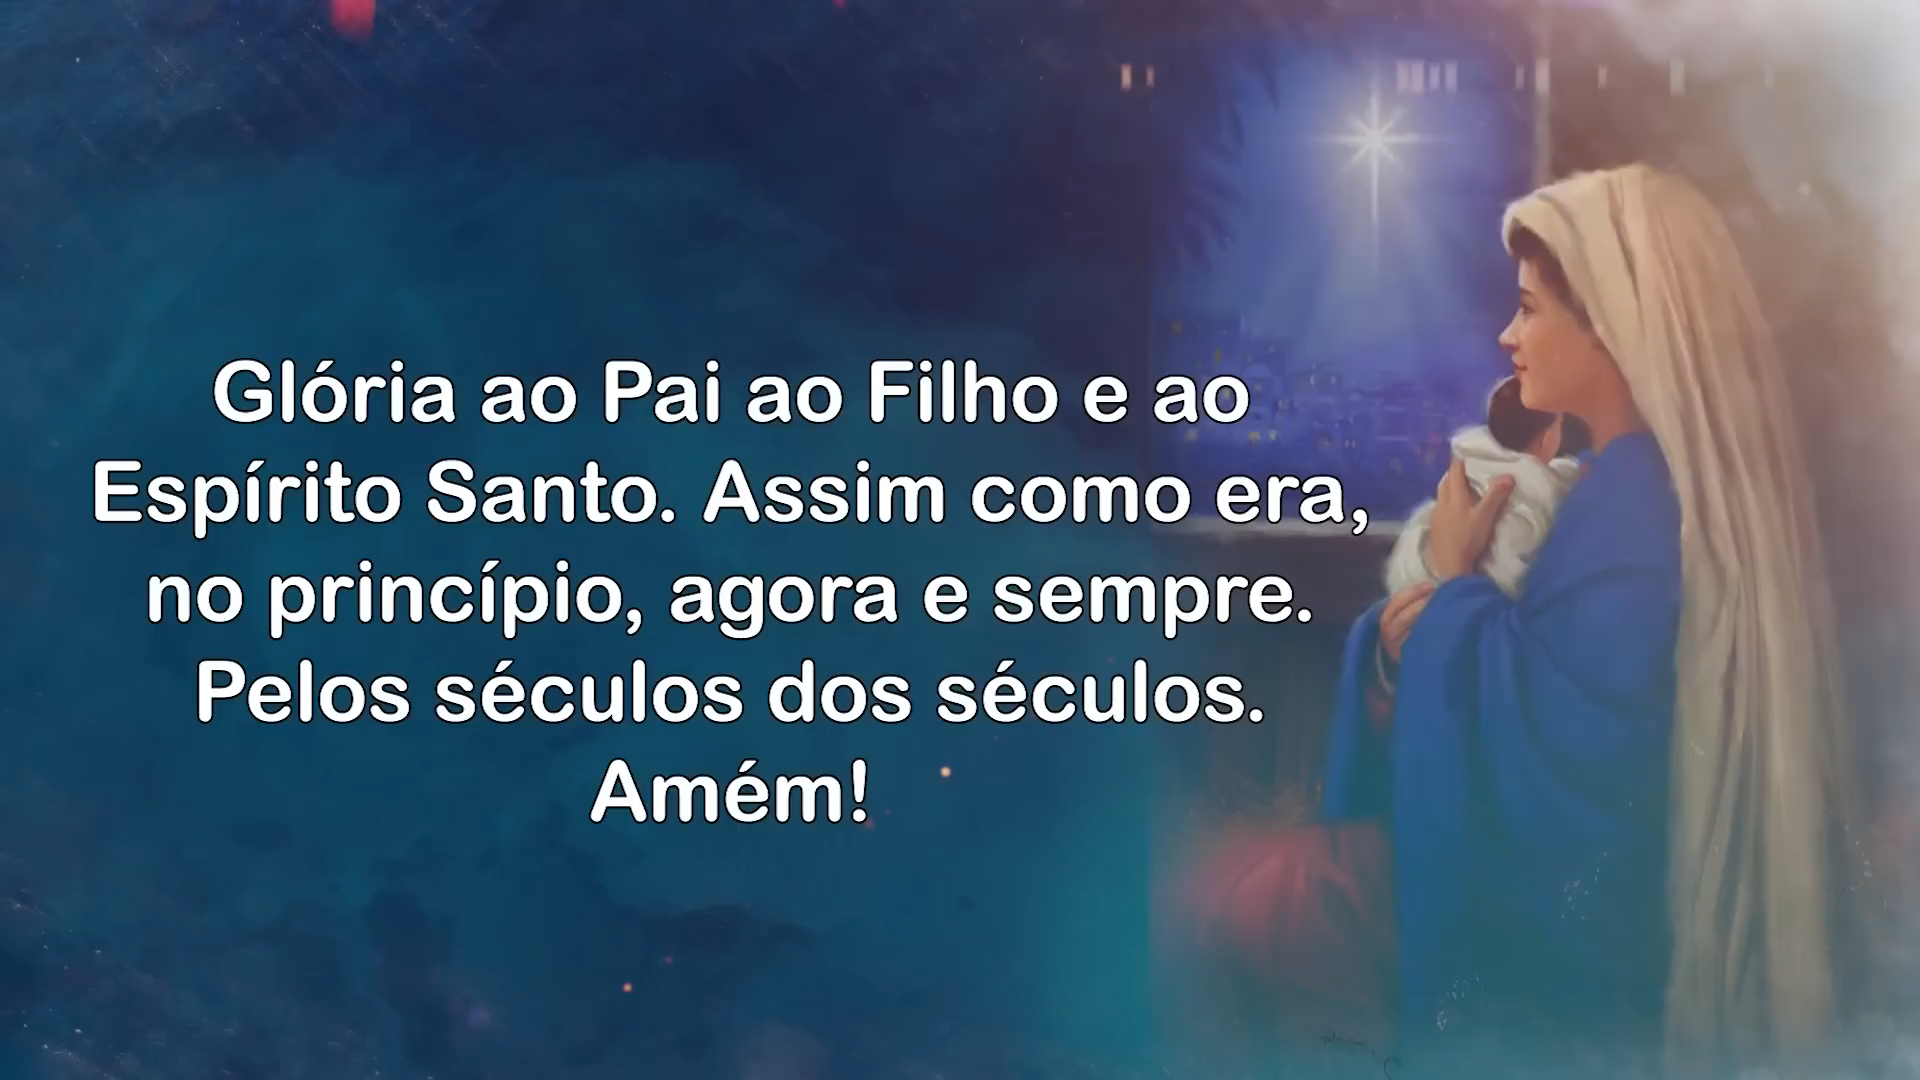 Glória ao Pai ao Filho e ao
Espírito Santo. Assim como era,
no princípio, agora e sempre.
Pelos séculos dos séculos.
Amém!